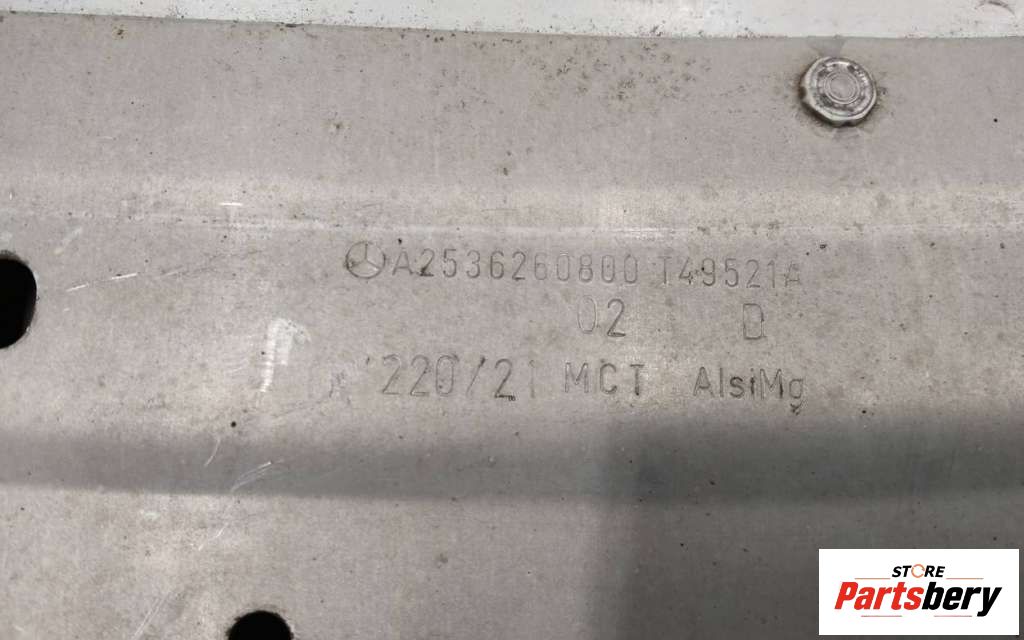 A2536260800 T49521A
02 D
220/21 MCT AlsiMg
STORE
Partsbery